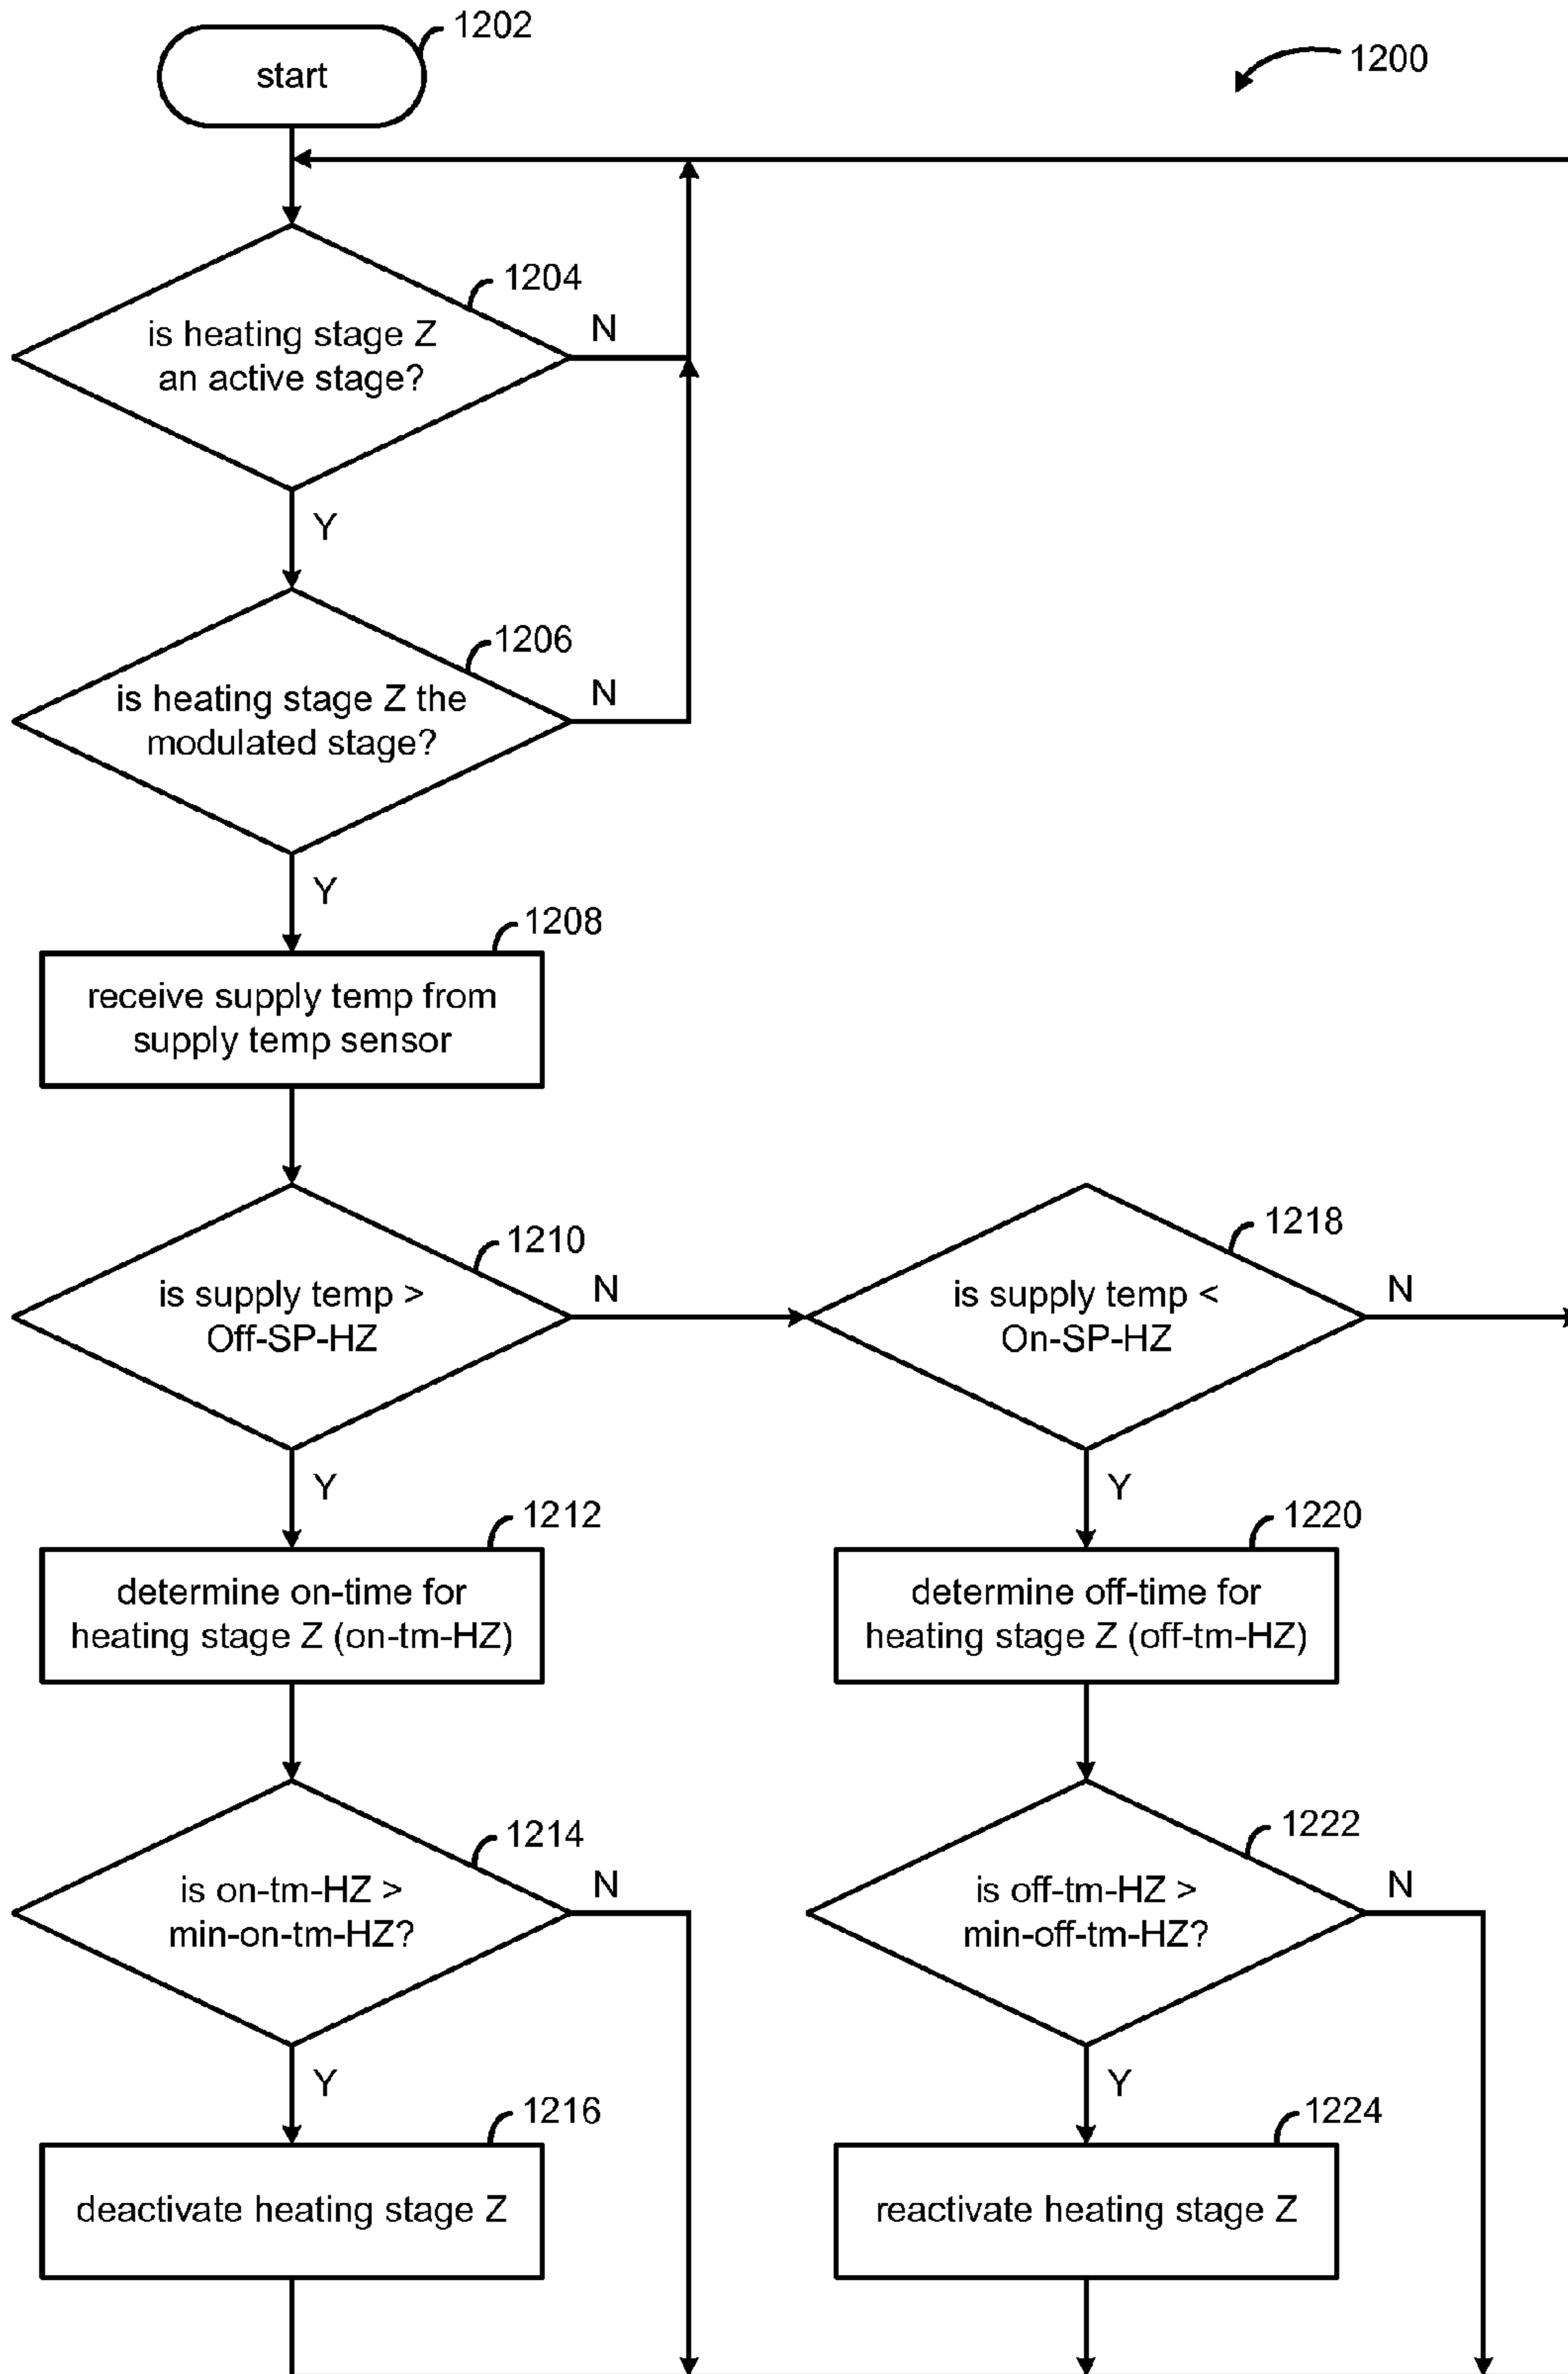 1202
start
1200
1204
is heating stage Z
an active stage?
N
Y
1206
is heating stage Z the
modulated stage?
N
Y
1208
receive supply temp from
supply temp sensor
1210
is supply temp >
Off-SP-HZ
N
1218
is supply temp <
On-SP-HZ
N
Y
Y
1212
determine on-time for
heating stage Z (on-tm-HZ)
1220
determine off-time for
heating stage Z (off-tm-HZ)
1214
is on-tm-HZ >
min-on-tm-HZ?
N
1222
is off-tm-HZ >
min-off-tm-HZ?
N
Y
Y
1216
deactivate heating stage Z
1224
reactivate heating stage Z